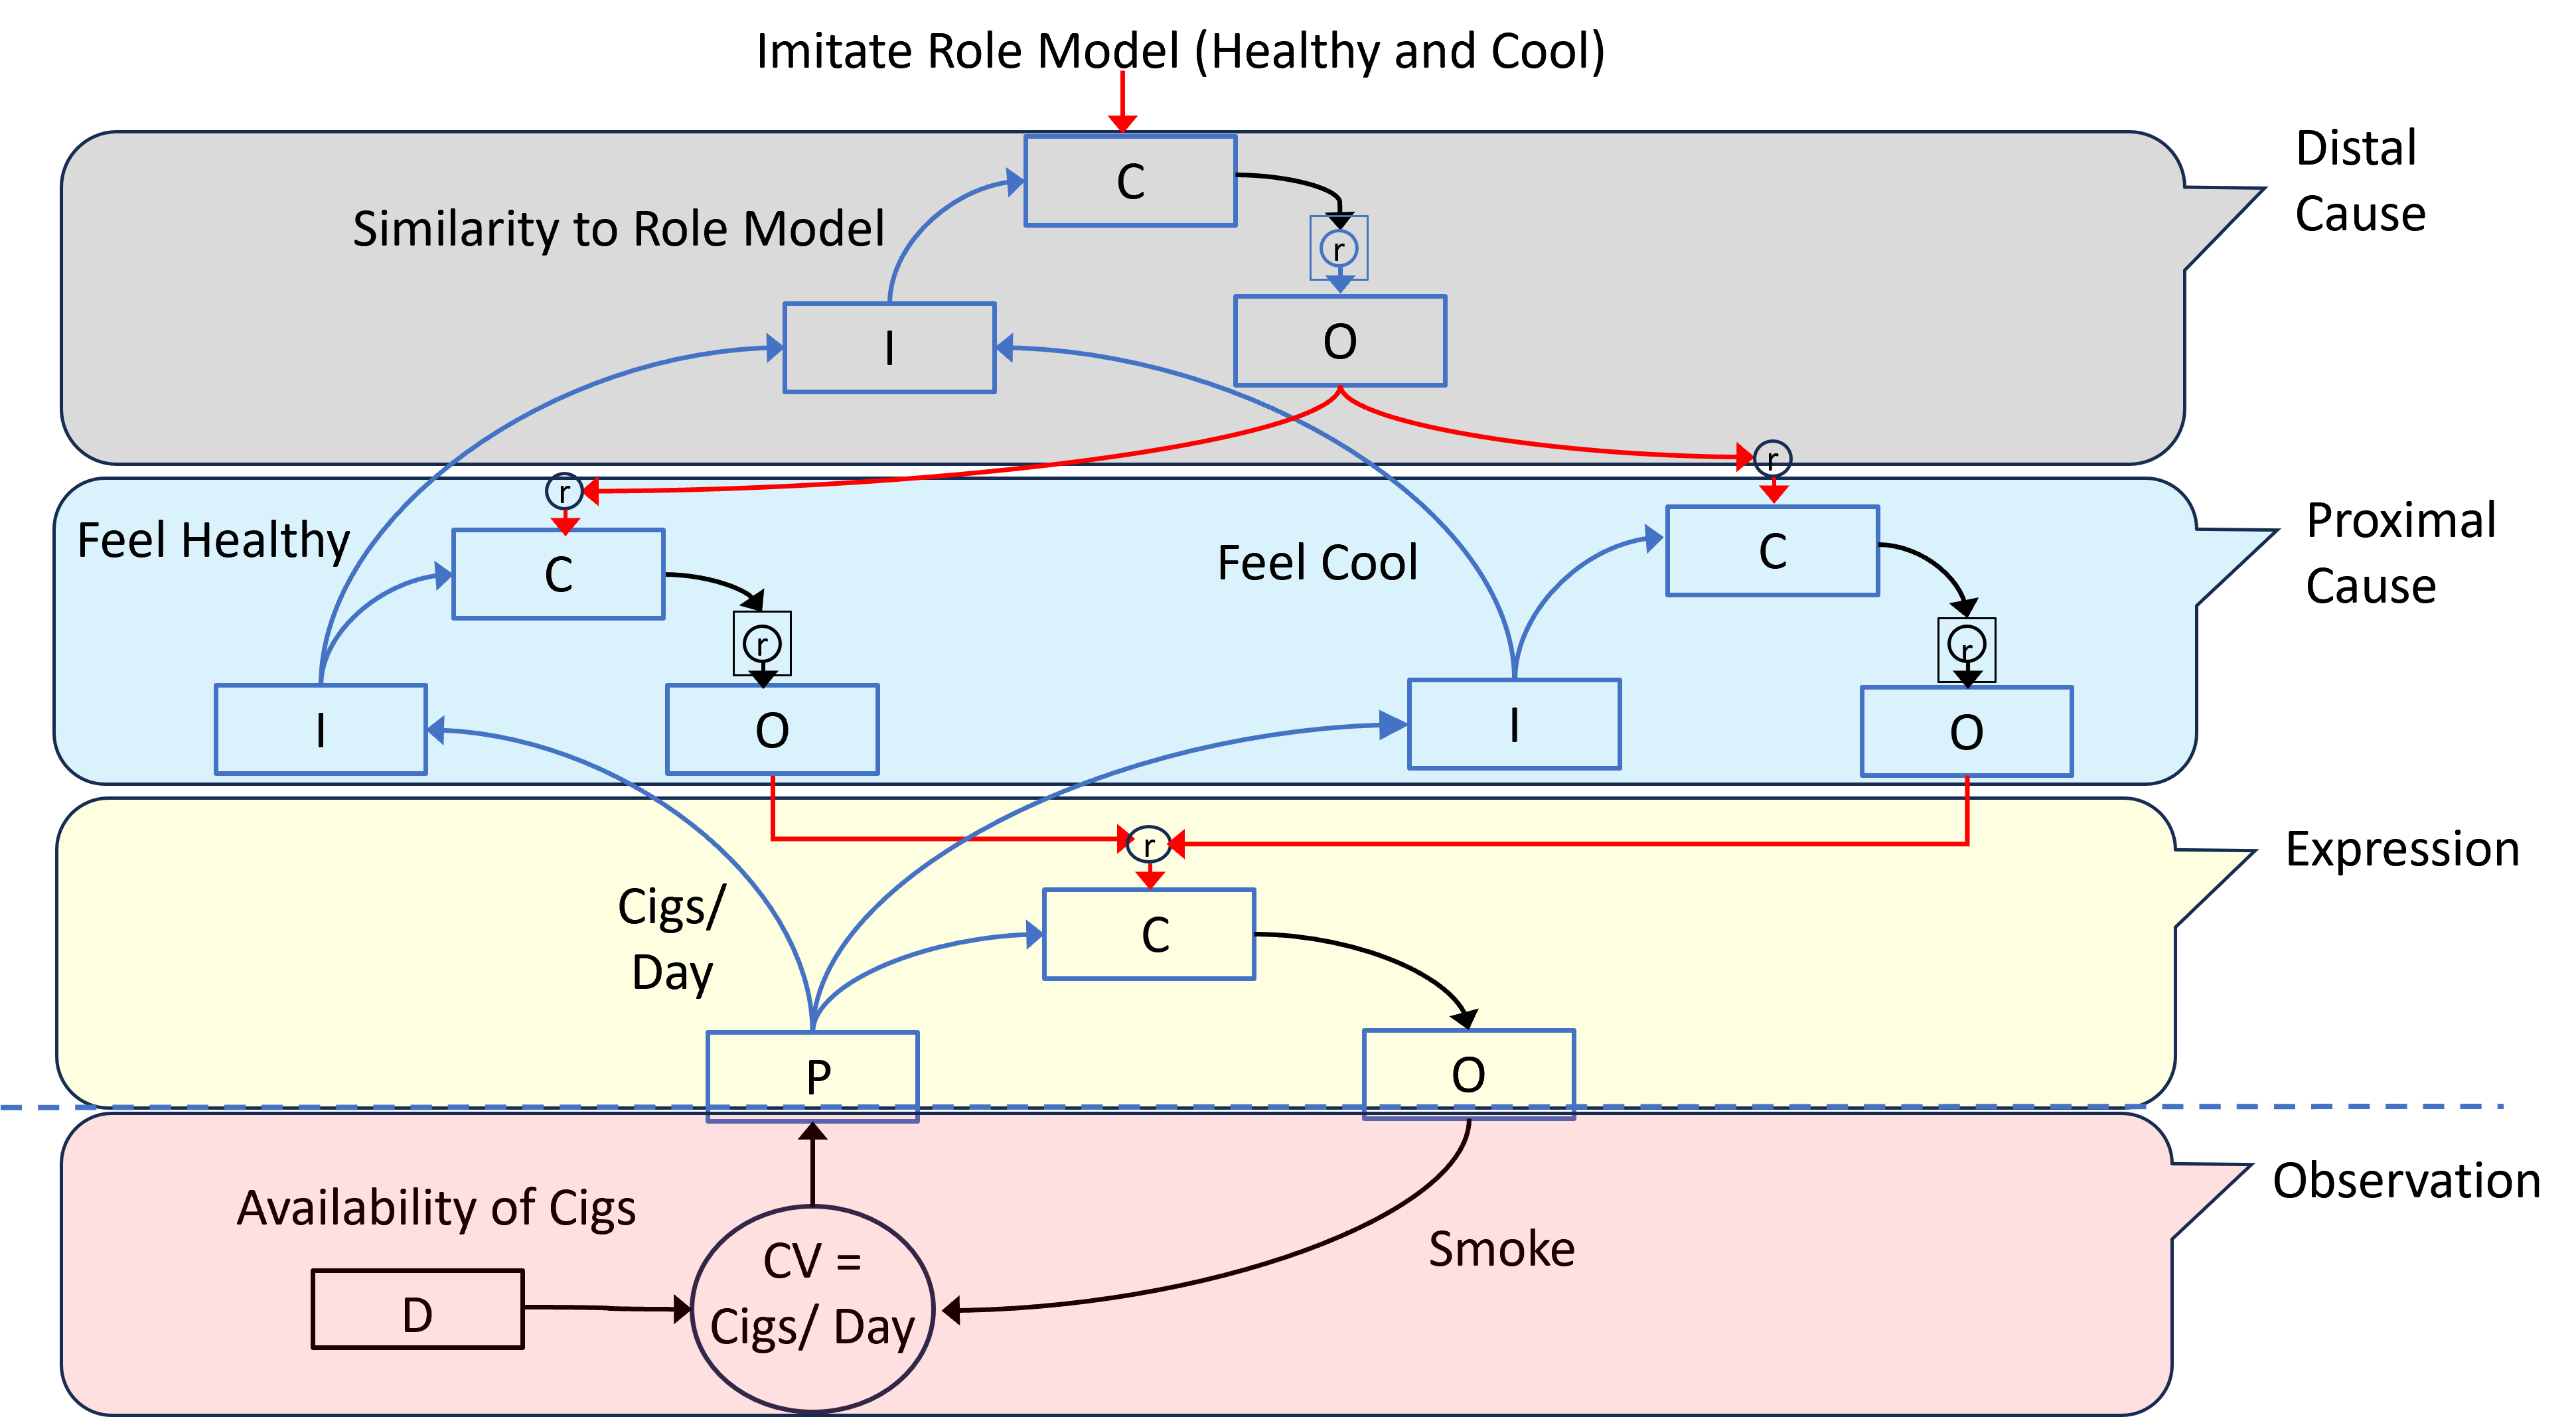 Imitate Role Model (Healthy and Cool)
Distal
Cause
C
Similarity to Role Model
r
I
O
r
r
Proximal
Cause
Feel Healthy
C
Feel Cool
C
r
r
I
O
I
O
r
Expression
Cigs/
Day
C
P
O
Observation
Availability of Cigs
Smoke
D
CV =
Cigs/ Day